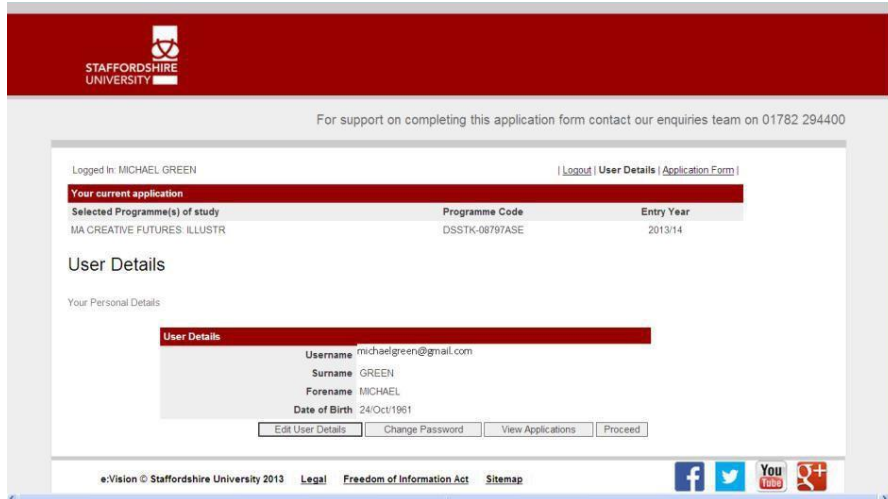 STAFFORDSHIRE
UNIVERSITY
For support on completing this application form contact our enquiries team on 01782 294400
Logged In: MICHAEL GREEN | Logout | User Details | Application Form |
Your current application
Selected Programme(s) of study Programme Code Entry Year
MA CREATIVE FUTURES: ILLUSTR DSSTK-08797ASE 2013/14
User Details
Your Personal Details
User Details
Username michaelgreen@gmail.com
Surname GREEN
Forename MICHAEL
Date of Birth 24/Oct/1961
Edit User Details Change Password View Applications Proceed
e:Vision © Staffordshire University 2013 Legal Freedom of Information Act Sitemap
f You Tube g+